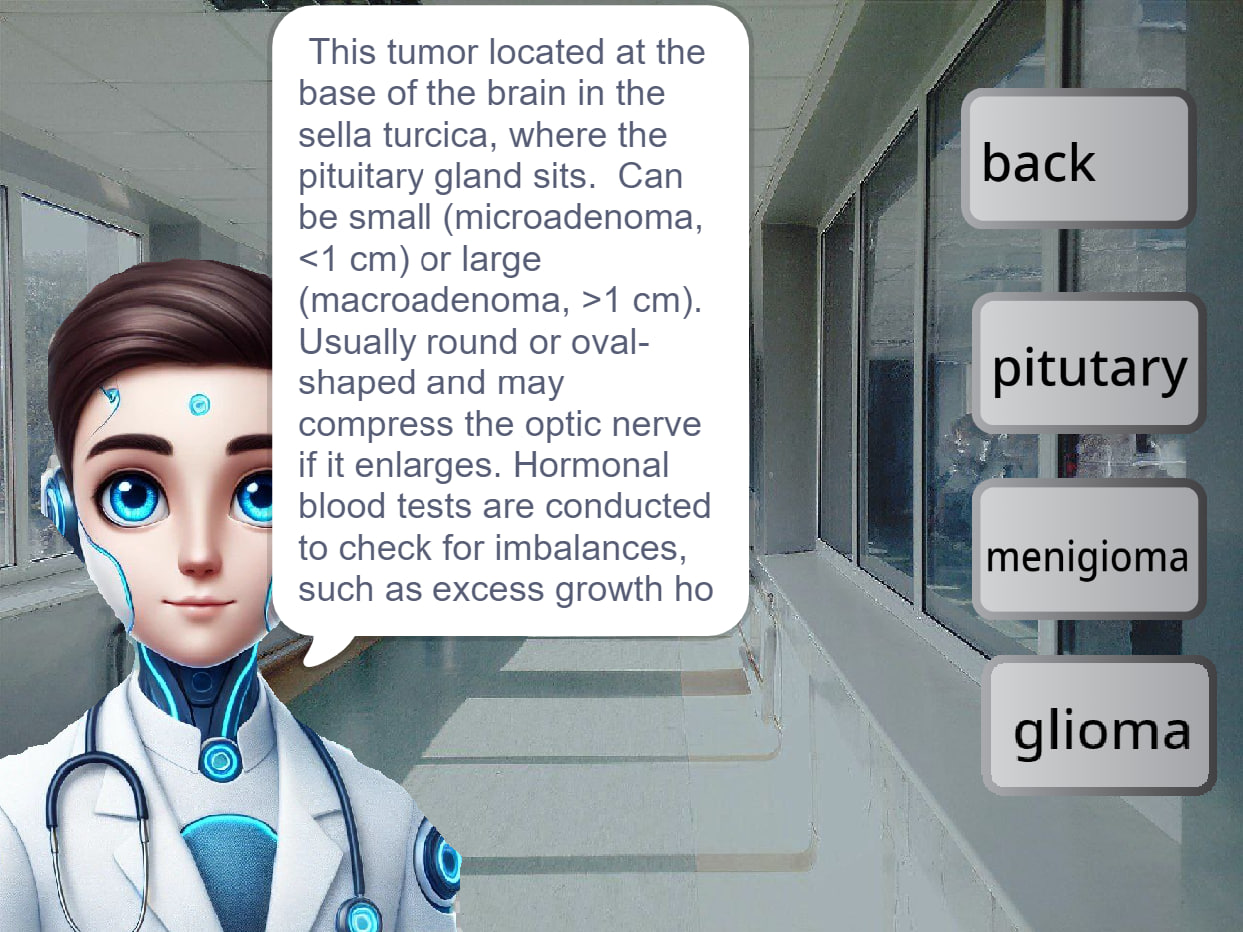 This tumor located at the
base of the brain in the
sella turcica, where the
pituitary gland sits.  Can
be small (microadenoma,
<1 cm) or large
(macroadenoma, >1 cm).
Usually round or oval-
shaped and may
compress the optic nerve
if it enlarges. Hormonal
blood tests are conducted
to check for imbalances,
such as excess growth ho
back
pitutary
menigioma
glioma